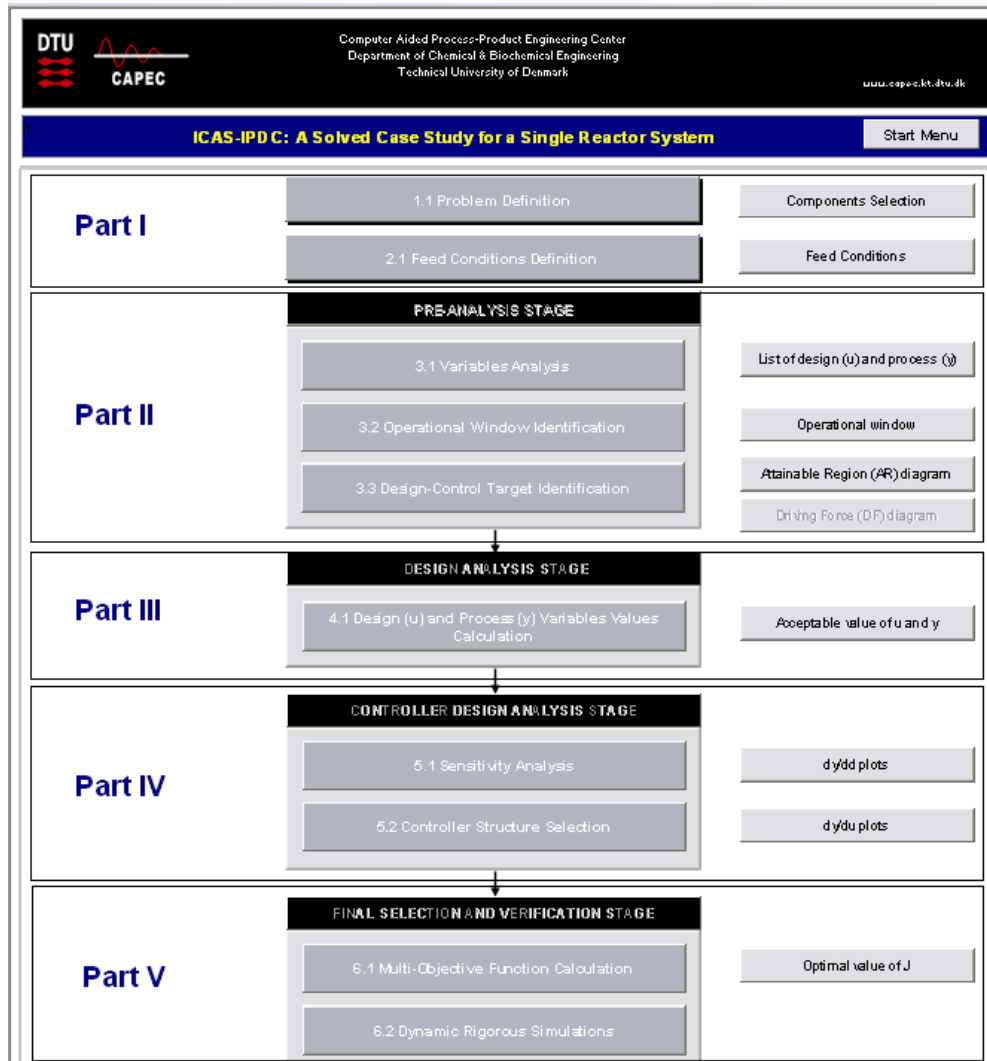 DTU
CAPEC
Computer Aided Process-Product Engineering Center
Department of Chemical & Biochemical Engineering
Technical University of Denmark
www.capec.kt.dtu.dk
ICAS-IPDC: A Solved Case Study for a Single Reactor System
Start Menu
Part I
1.1 Problem Definition
Components Selection
2.1 Feed Conditions Definition
Feed Conditions
Part II
PRE-ANALYSIS STAGE
3.1 Variables Analysis
List of design (u) and process (y)
3.2 Operational Window Identification
Operational window
3.3 Design-Control Target Identification
Attainable Region (AR) diagram
Driving Force (DF) diagram
Part III
DESIGN ANALYSIS STAGE
4.1 Design (u) and Process (y) Variables Values
Calculation
Acceptable value of u and y
Part IV
CONTROLLER DESIGN ANALYSIS STAGE
5.1 Sensitivity Analysis
dy/dd plots
5.2 Controller Structure Selection
dy/du plots
Part V
FINAL SELECTION AND VERIFICATION STAGE
6.1 Multi-Objective Function Calculation
Optimal value of J
6.2 Dynamic Rigorous Simulations